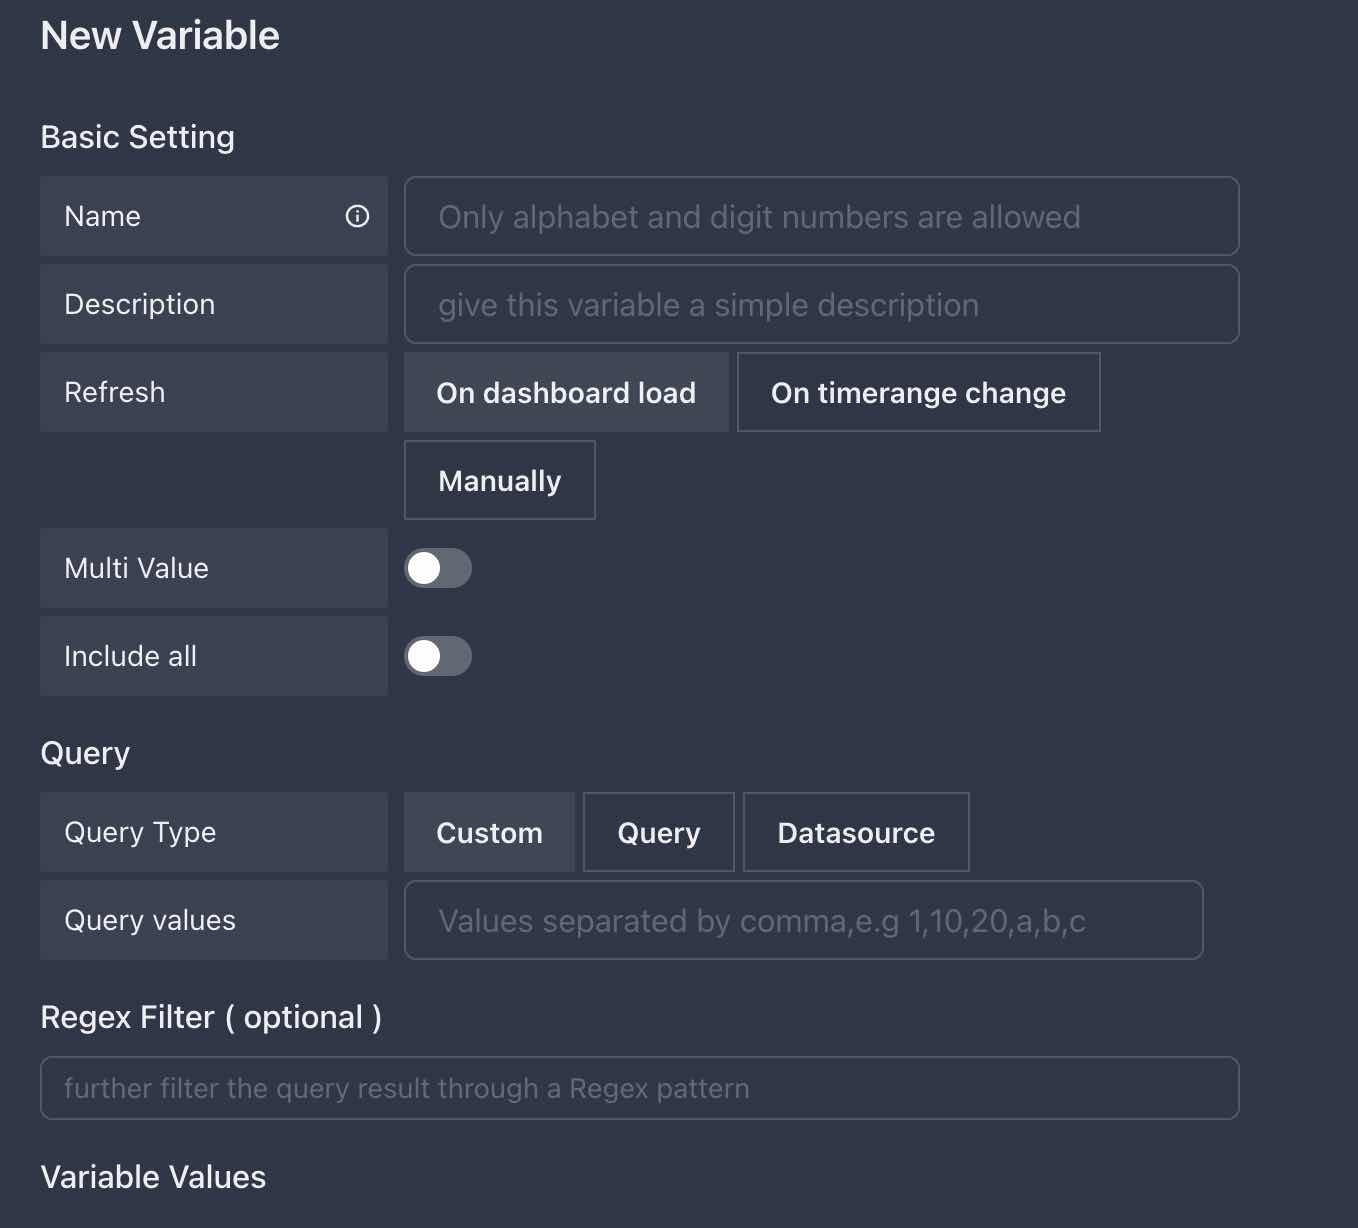 New Variable
Basic Setting
Name
Only alphabet and digit numbers are allowed
Description
give this variable a simple description
Refresh
On dashboard load
On timerange change
Manually
Multi Value
Include all
Query
Query Type
Custom
Query
Datasource
Query values
Values separated by comma,e.g 1,10,20,a,b,c
Regex Filter ( optional )
further filter the query result through a Regex pattern
Variable Values